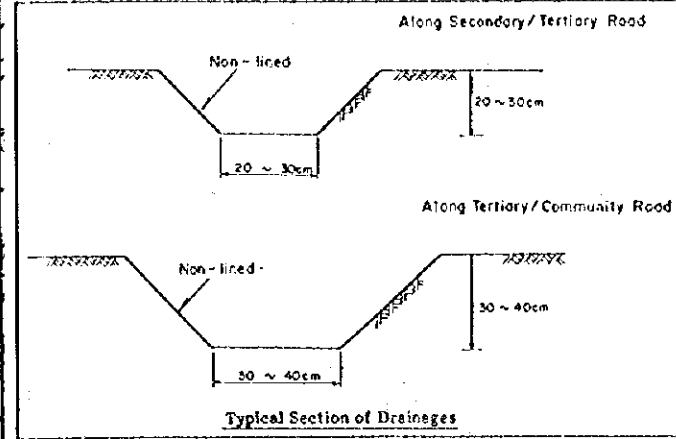 Along Secondary/Tertiary Road
Non-lined
20 ~ 30cm
20 ~ 30cm
Along Tertiary/Community Road
Non-lined
30 ~ 40cm
30 ~ 40cm
Typical Section of Draineges